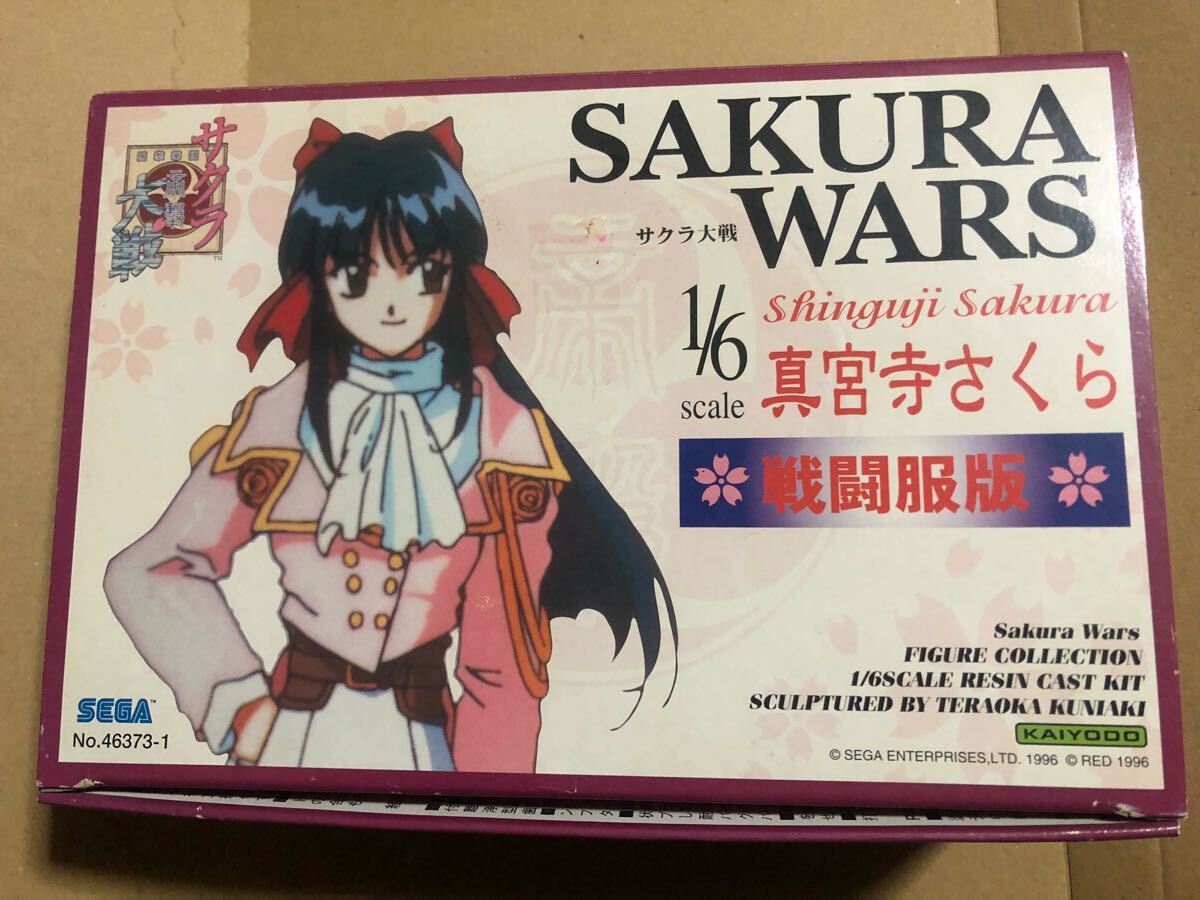 サクラ
大戦
TM
SAKURA
WARS
サクラ大戦
1/6
scale
Shinguji Sakura
真宮寺さくら
戦闘服版
Sakura Wars
FIGURE COLLECTION
1/6SCALE RESIN CAST KIT
SCULPTURED BY TERAOKA KUNIAKI
KAIYODO
SEGA™
No.46373-1
© SEGA ENTERPRISES,LTD. 1996 © RED 1996